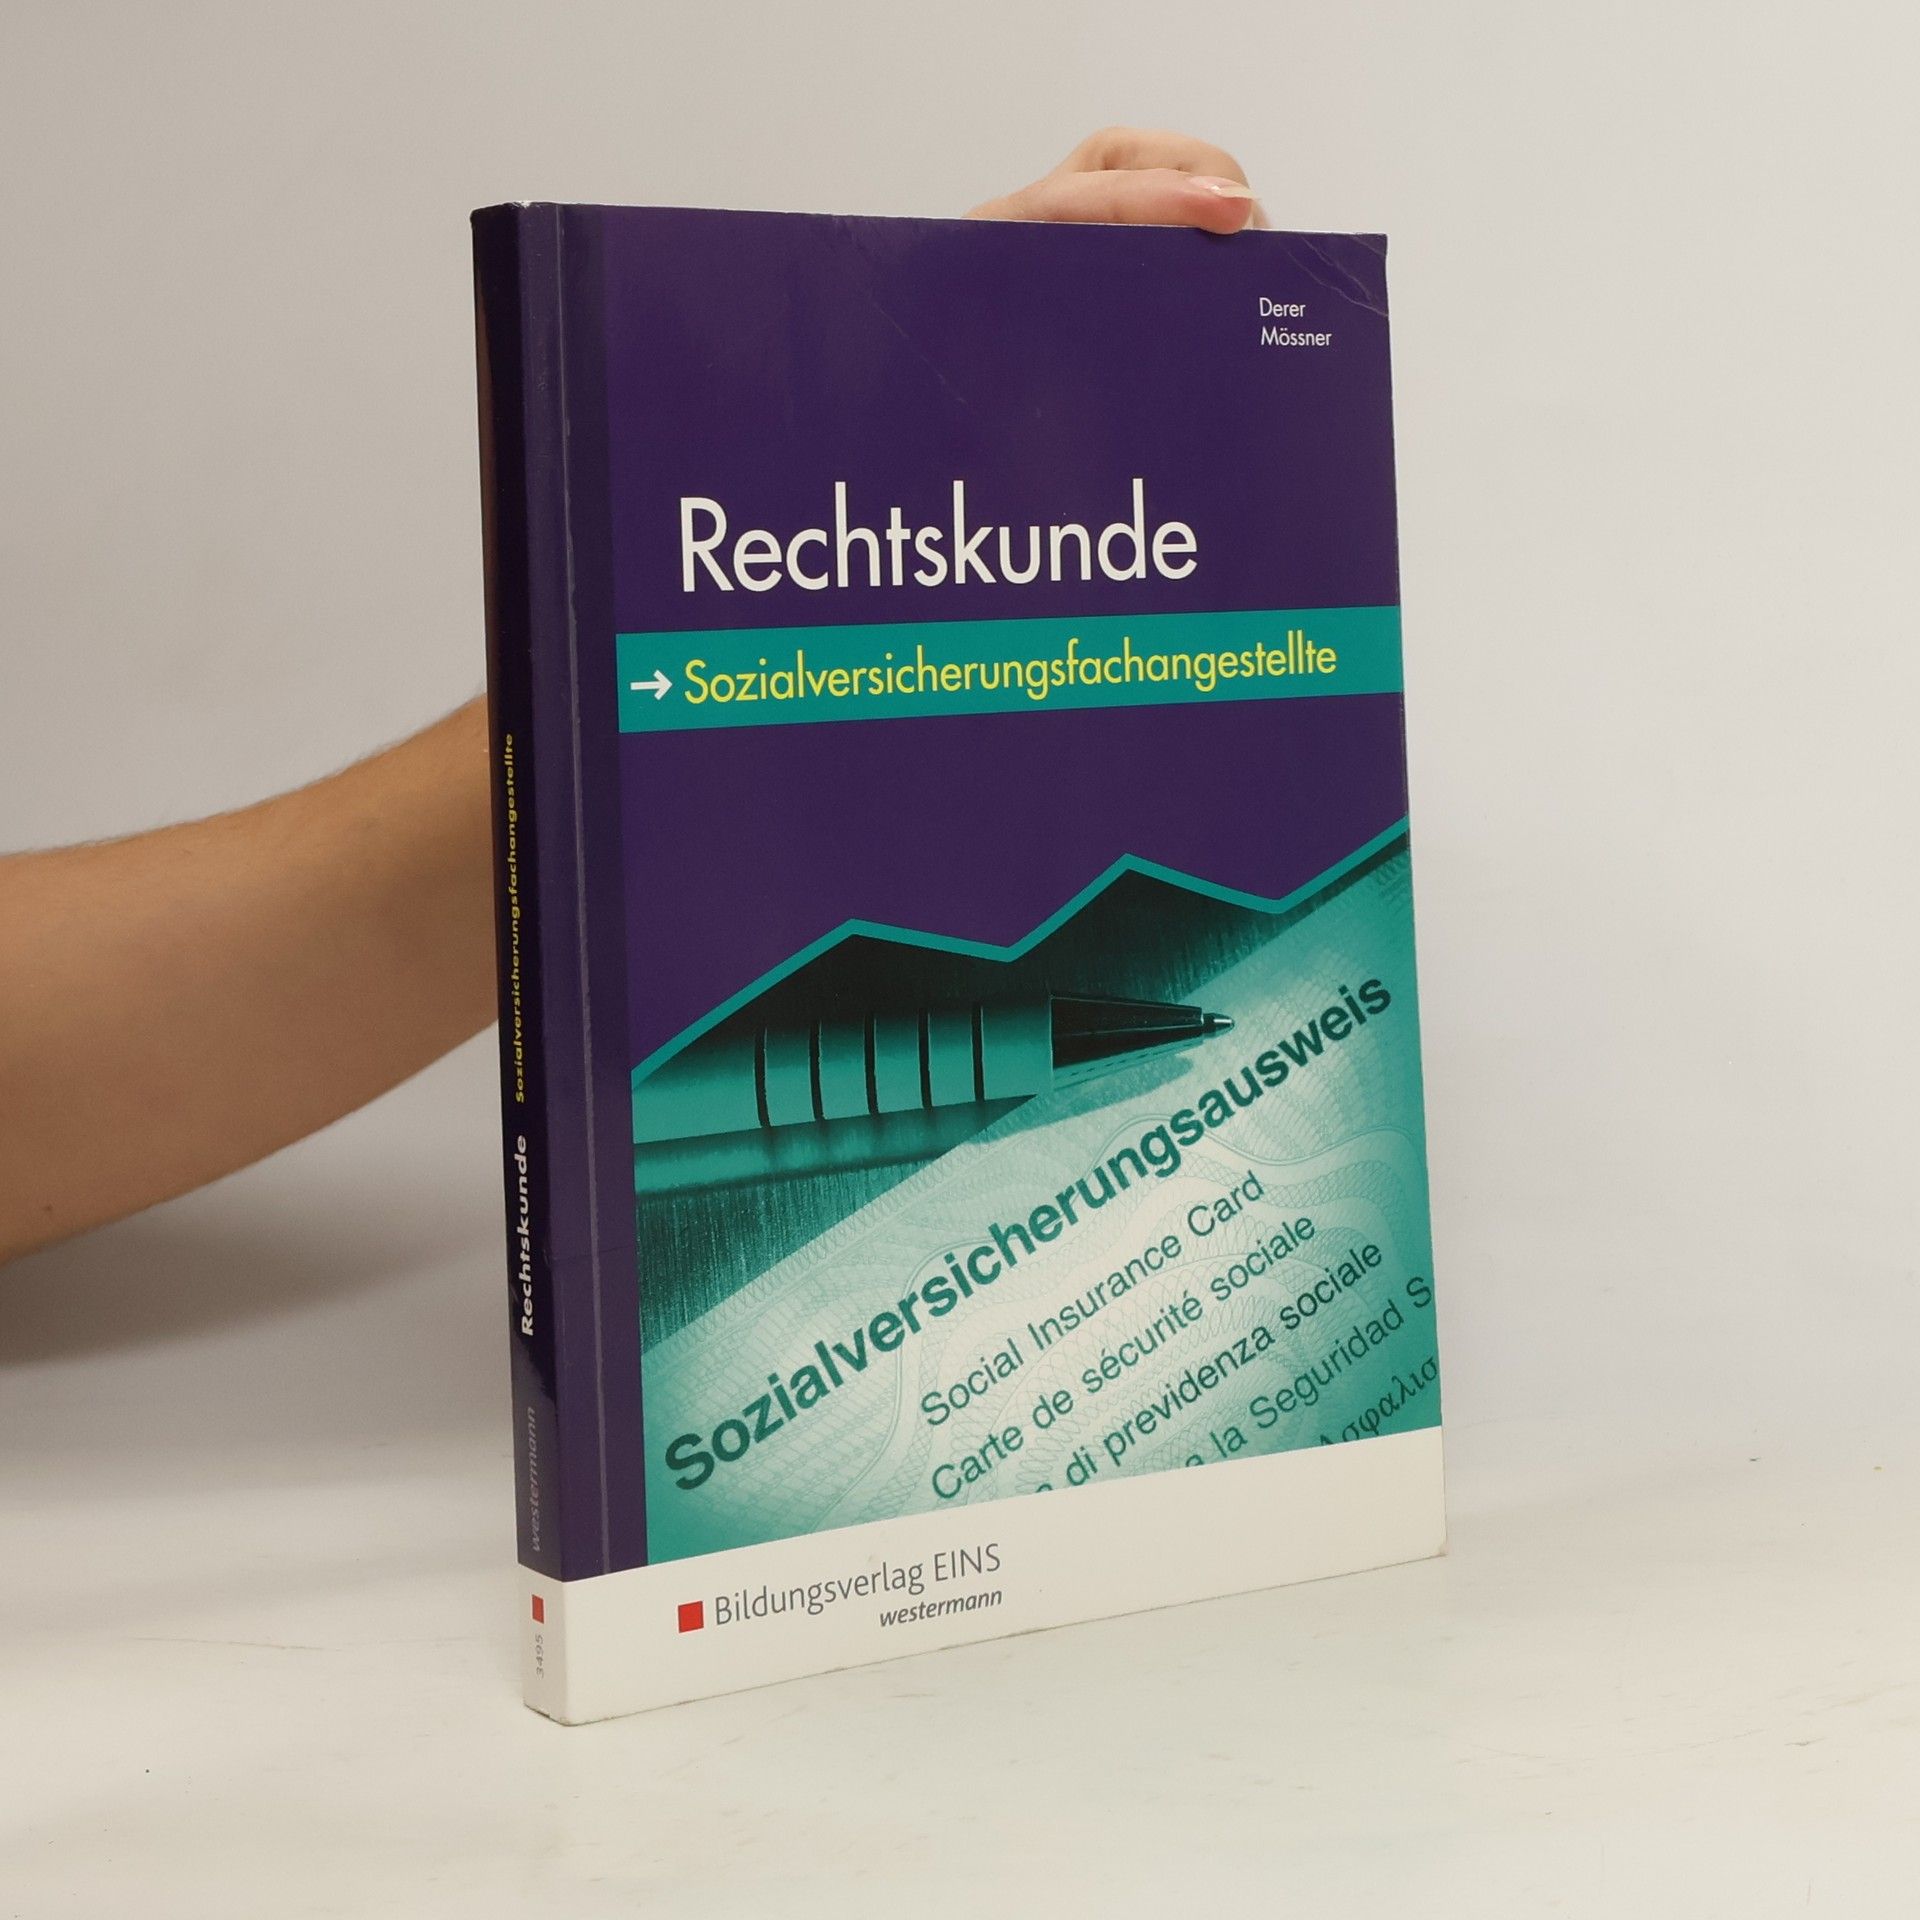 Derer
Mössner
Rechtskunde
→ Sozialversicherungsfachangestellte
Sozialversicherungsausweis
Social Insurance Card
Carte de sécurité sociale
di previdenza sociale
la Seguridad S
Ασφαλισ
Bildungsverlag EINS
westermann
Rechtskunde Sozialversicherungsfachangestellte
westermann
3495